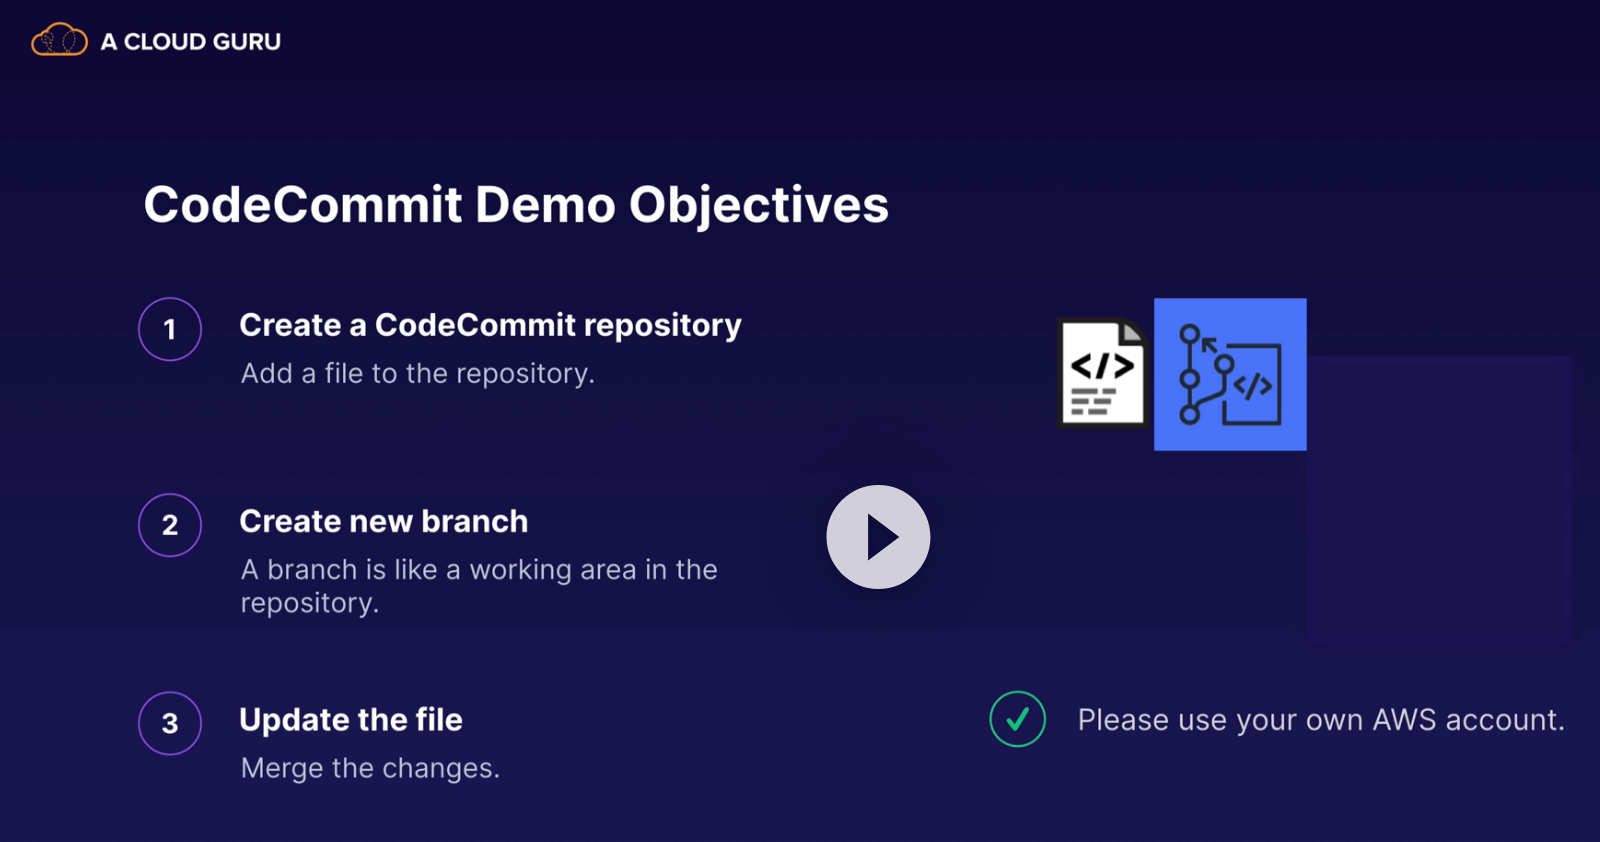 A CLOUD GURU
CodeCommit Demo Objectives
1
Create a CodeCommit repository
Add a file to the repository.
</>
</>
2
Create new branch
A branch is like a working area in the
repository.
3
Update the file
Merge the changes.
Please use your own AWS account.